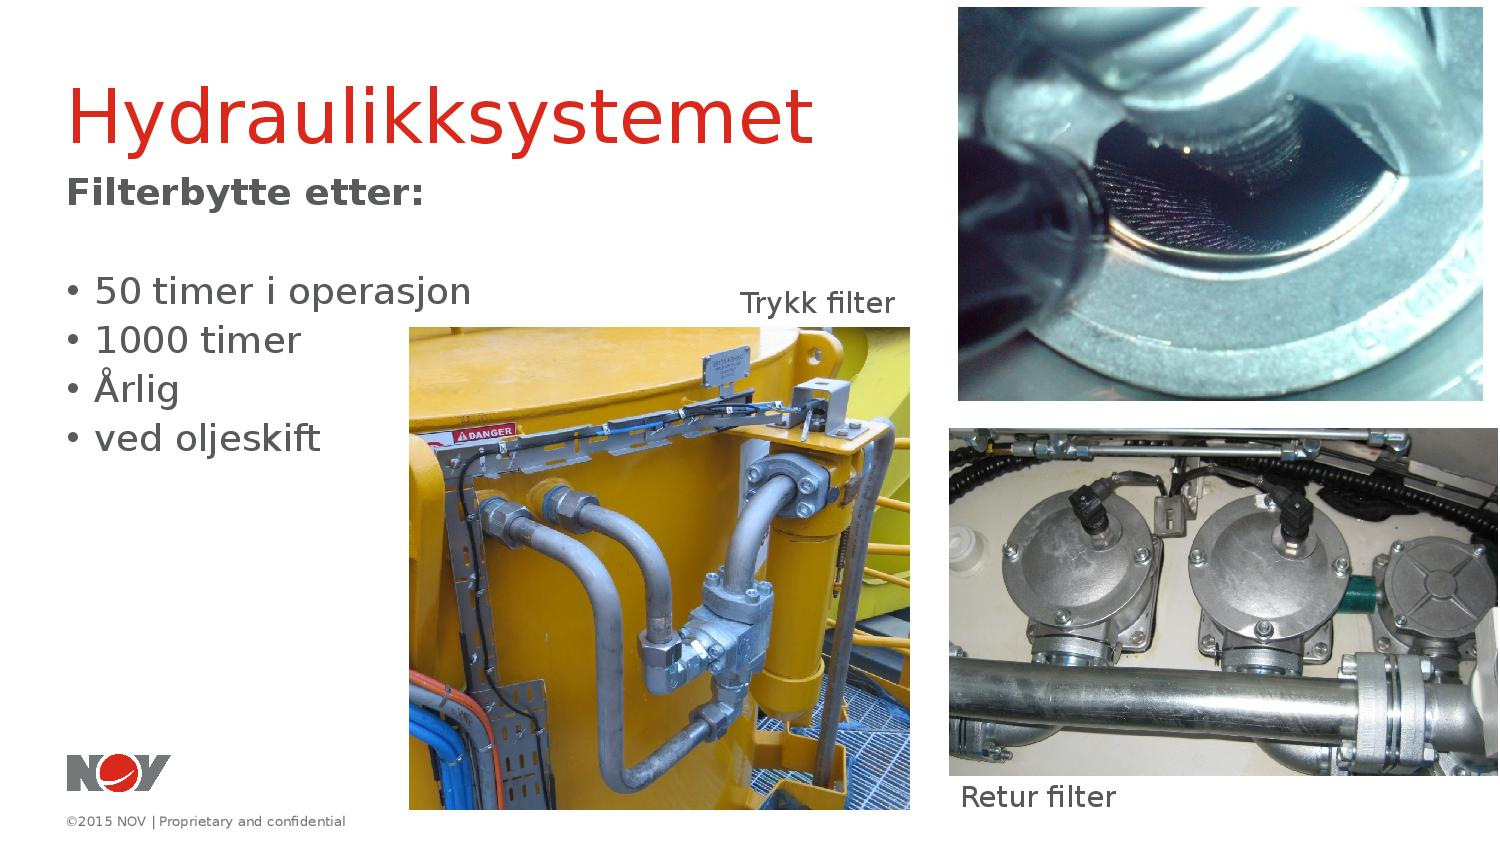 Hydraulikksystemet
Filterbytte etter:
• 50 timer i operasjon
• 1000 timer
• Årlig
• ved oljeskift
Trykk filter
DANGER
Retur filter
NOV
©2015 NOV | Proprietary and confidential